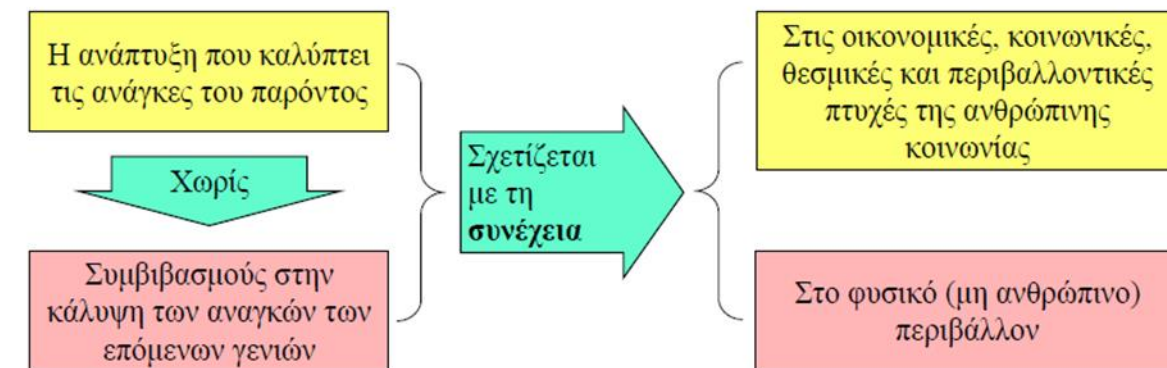 Η ανάπτυξη που καλύπτει
τις ανάγκες του παρόντος
Χωρίς
Συμβιβασμούς στην
κάλυψη των αναγκών των
επόμενων γενιών
Σχετίζεται
με τη
συνέχεια
Στις οικονομικές, κοινωνικές,
θεσμικές και περιβαλλοντικές
πτυχές της ανθρώπινης
κοινωνίας
Στο φυσικό (μη ανθρώπινο)
περιβάλλον